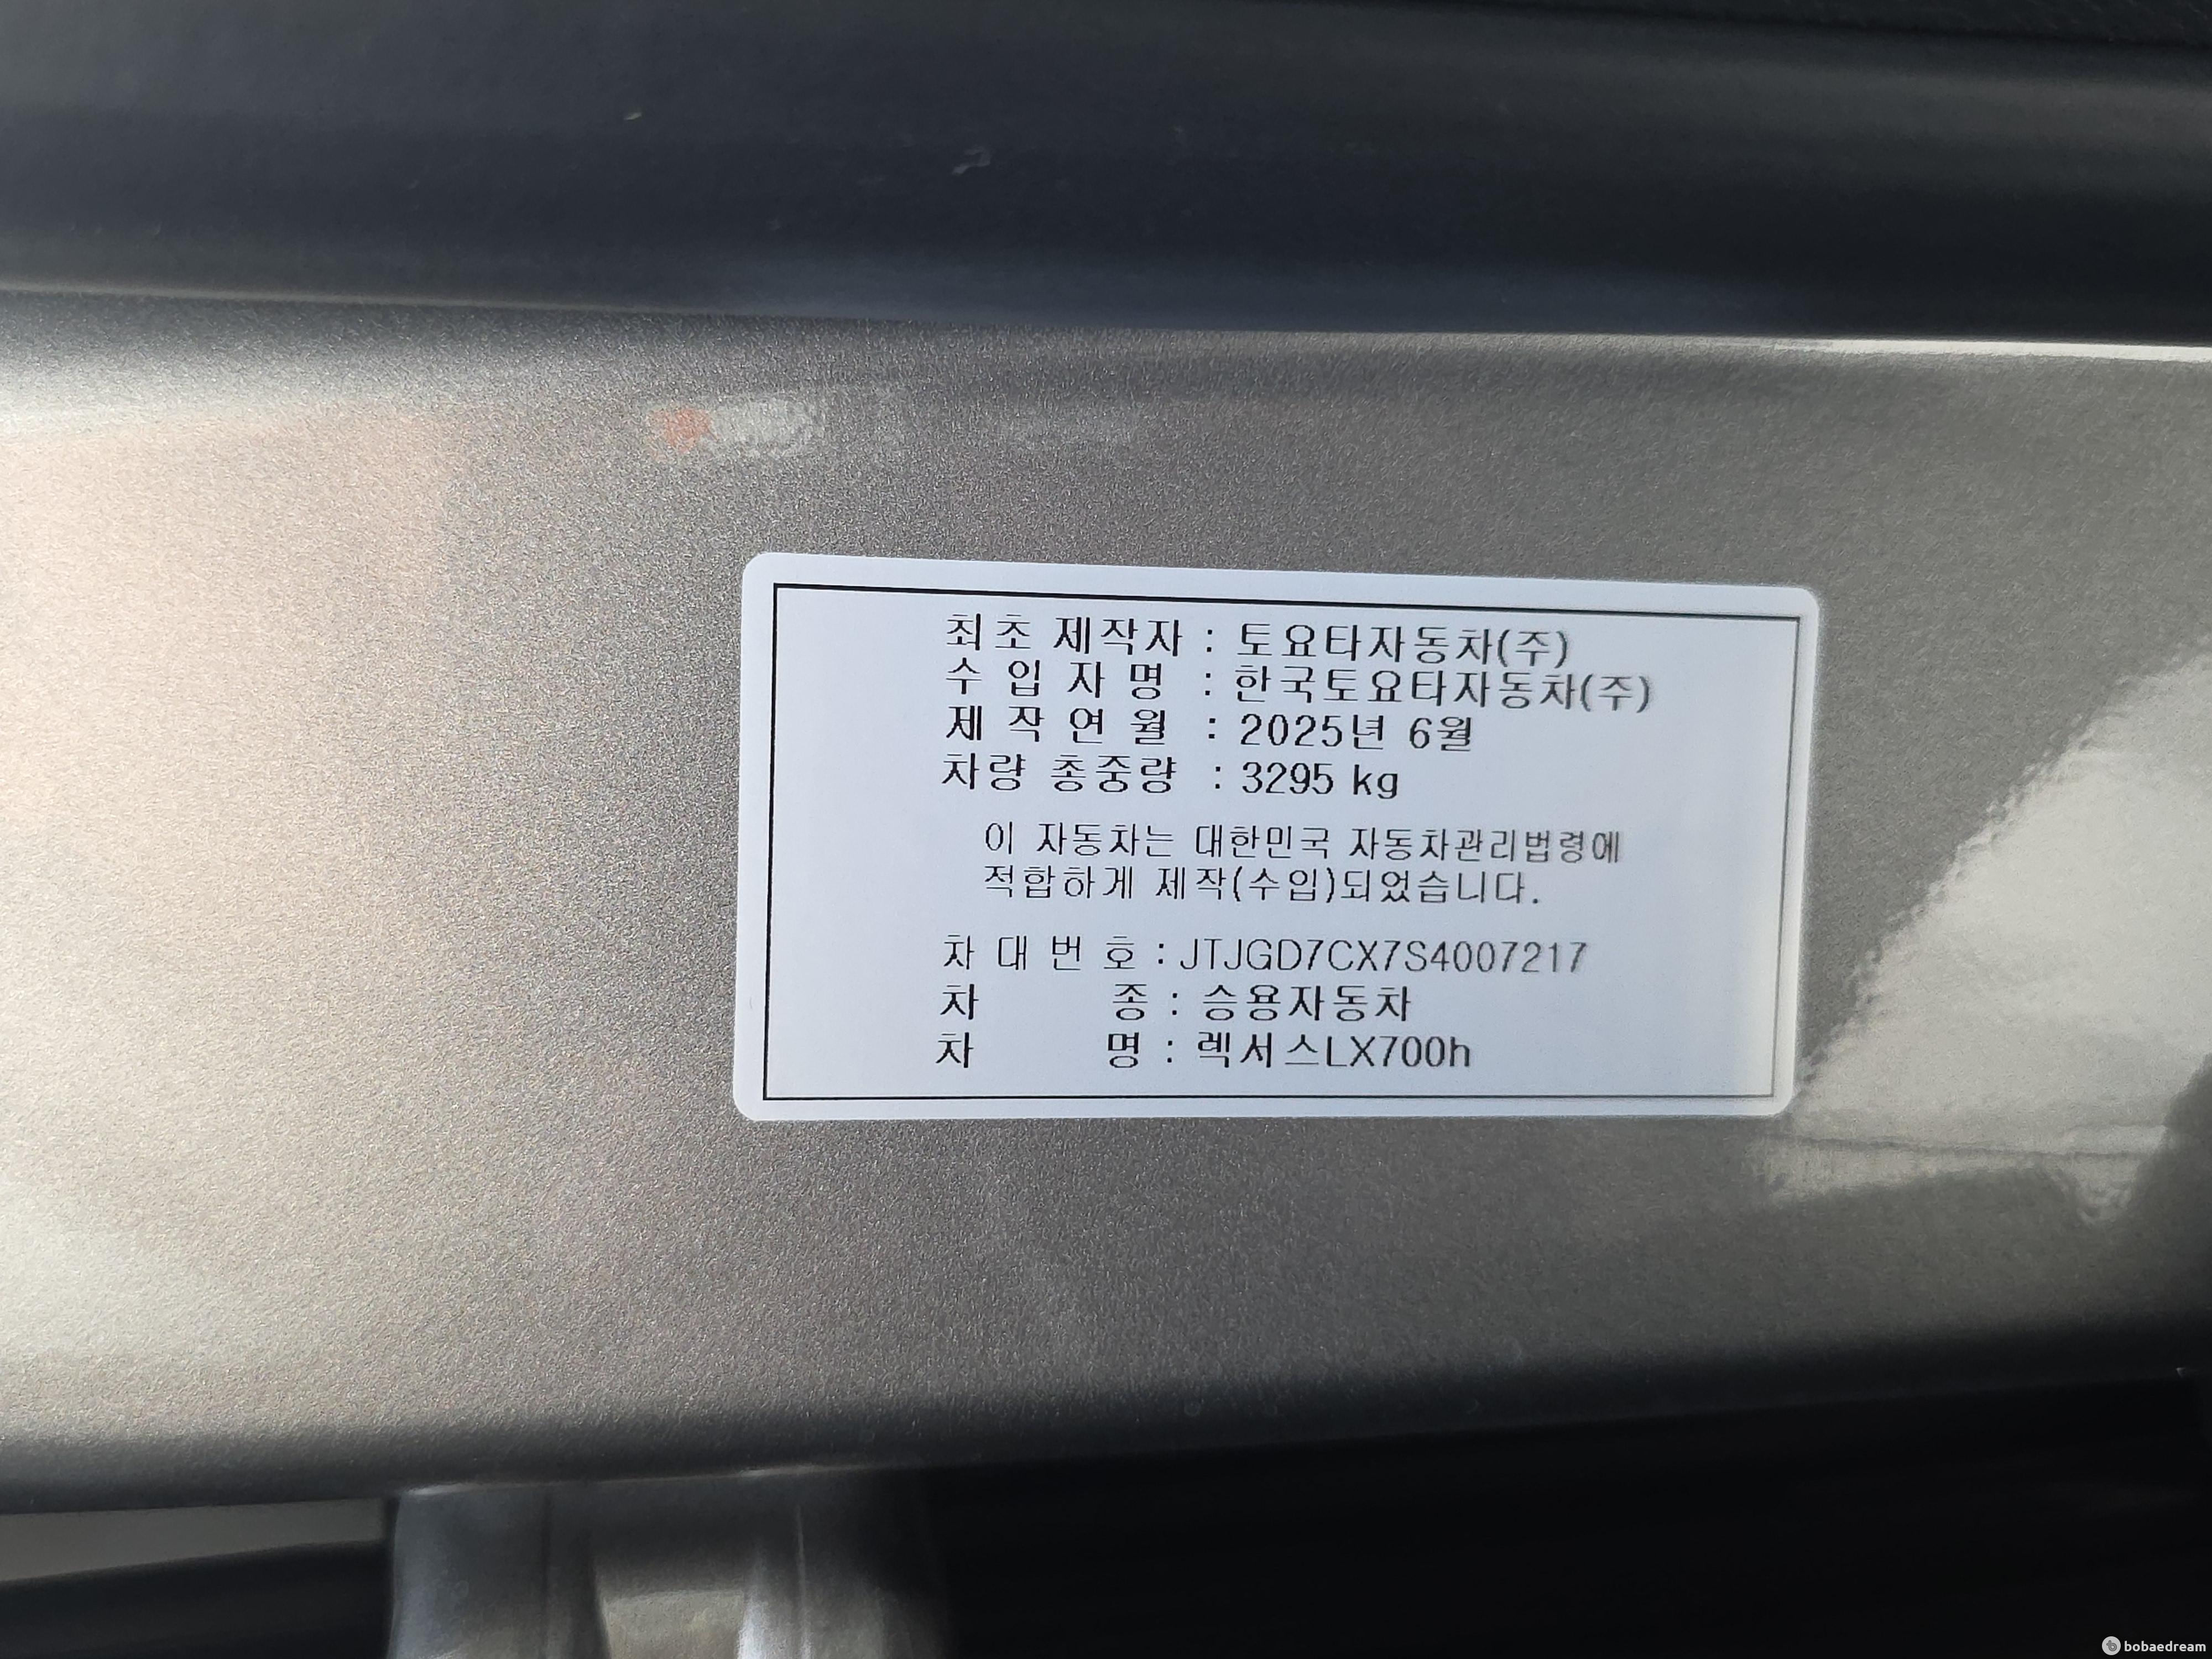 최초 제작자 : 토요타자동차(주)
수 입 자 명 : 한국토요타자동차(주)
제 작 연 월 : 2025년 6월
차량 총중량 : 3295 kg
이 자동차는 대한민국 자동차관리법령에
적합하게 제작(수입)되었습니다.
차 대 번 호 : JTJGD7CX7S4007217
차 종 : 승용자동차
차 명 : 렉서스LX700h
bobaedream